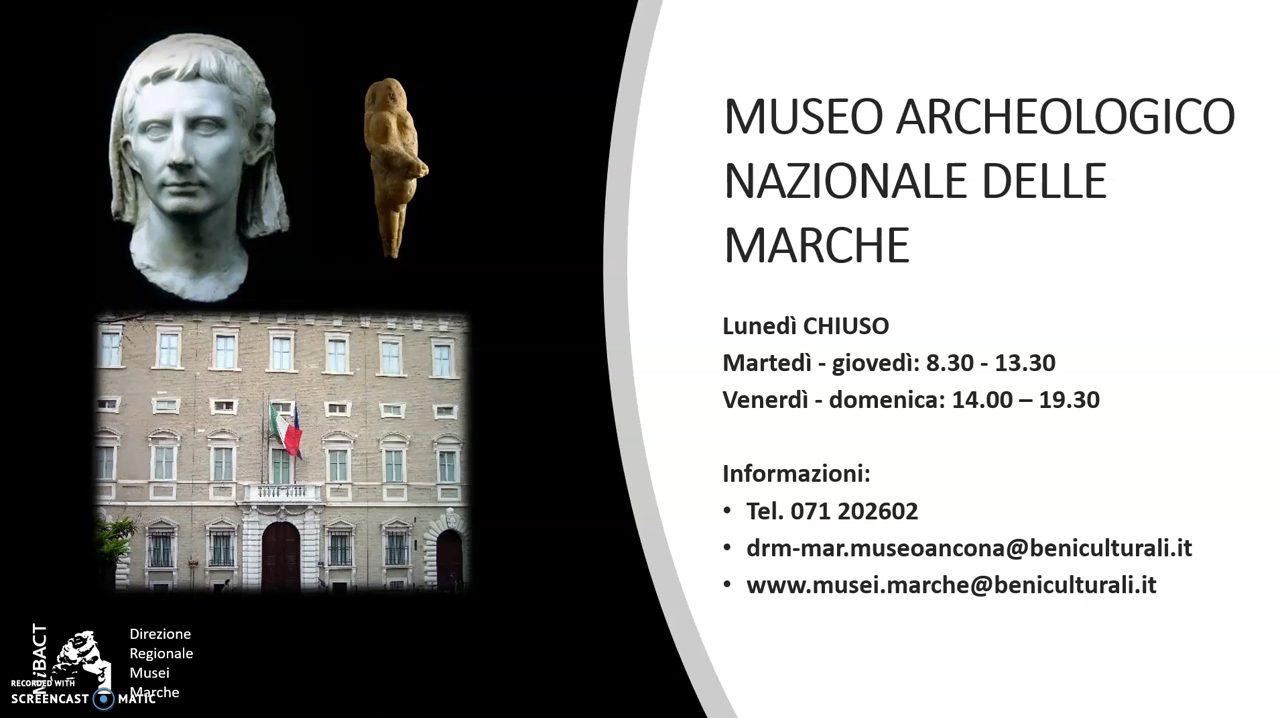 MUSEO ARCHEOLOGICO
NAZIONALE DELLE
MARCHE
Lunedì CHIUSO
Martedì - giovedì: 8.30 - 13.30
Venerdì - domenica: 14.00 – 19.30
Informazioni:
• Tel. 071 202602
• drm-mar.museoancona@beniculturali.it
• www.musei.marche@beniculturali.it
MiBACT
Direzione
Regionale
Musei
Marche
RECORDED WITH
SCREENCAST MATIC